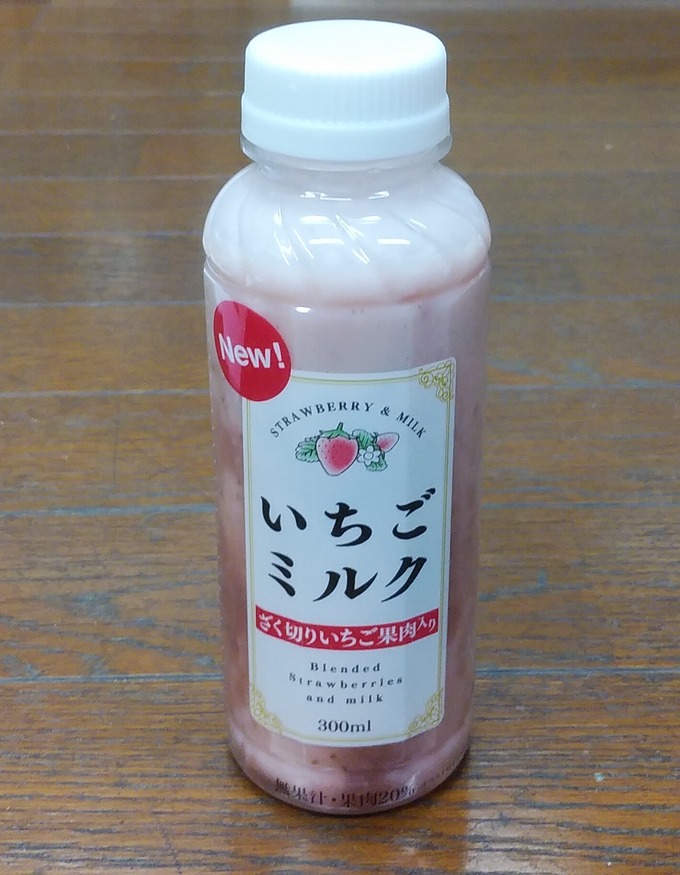 New!
STRAWBERRY & MILK
いちご
ミルク
ざく切りいちご果肉入り
Blended
Strawberries
and milk
300ml
無果汁・果肉20%